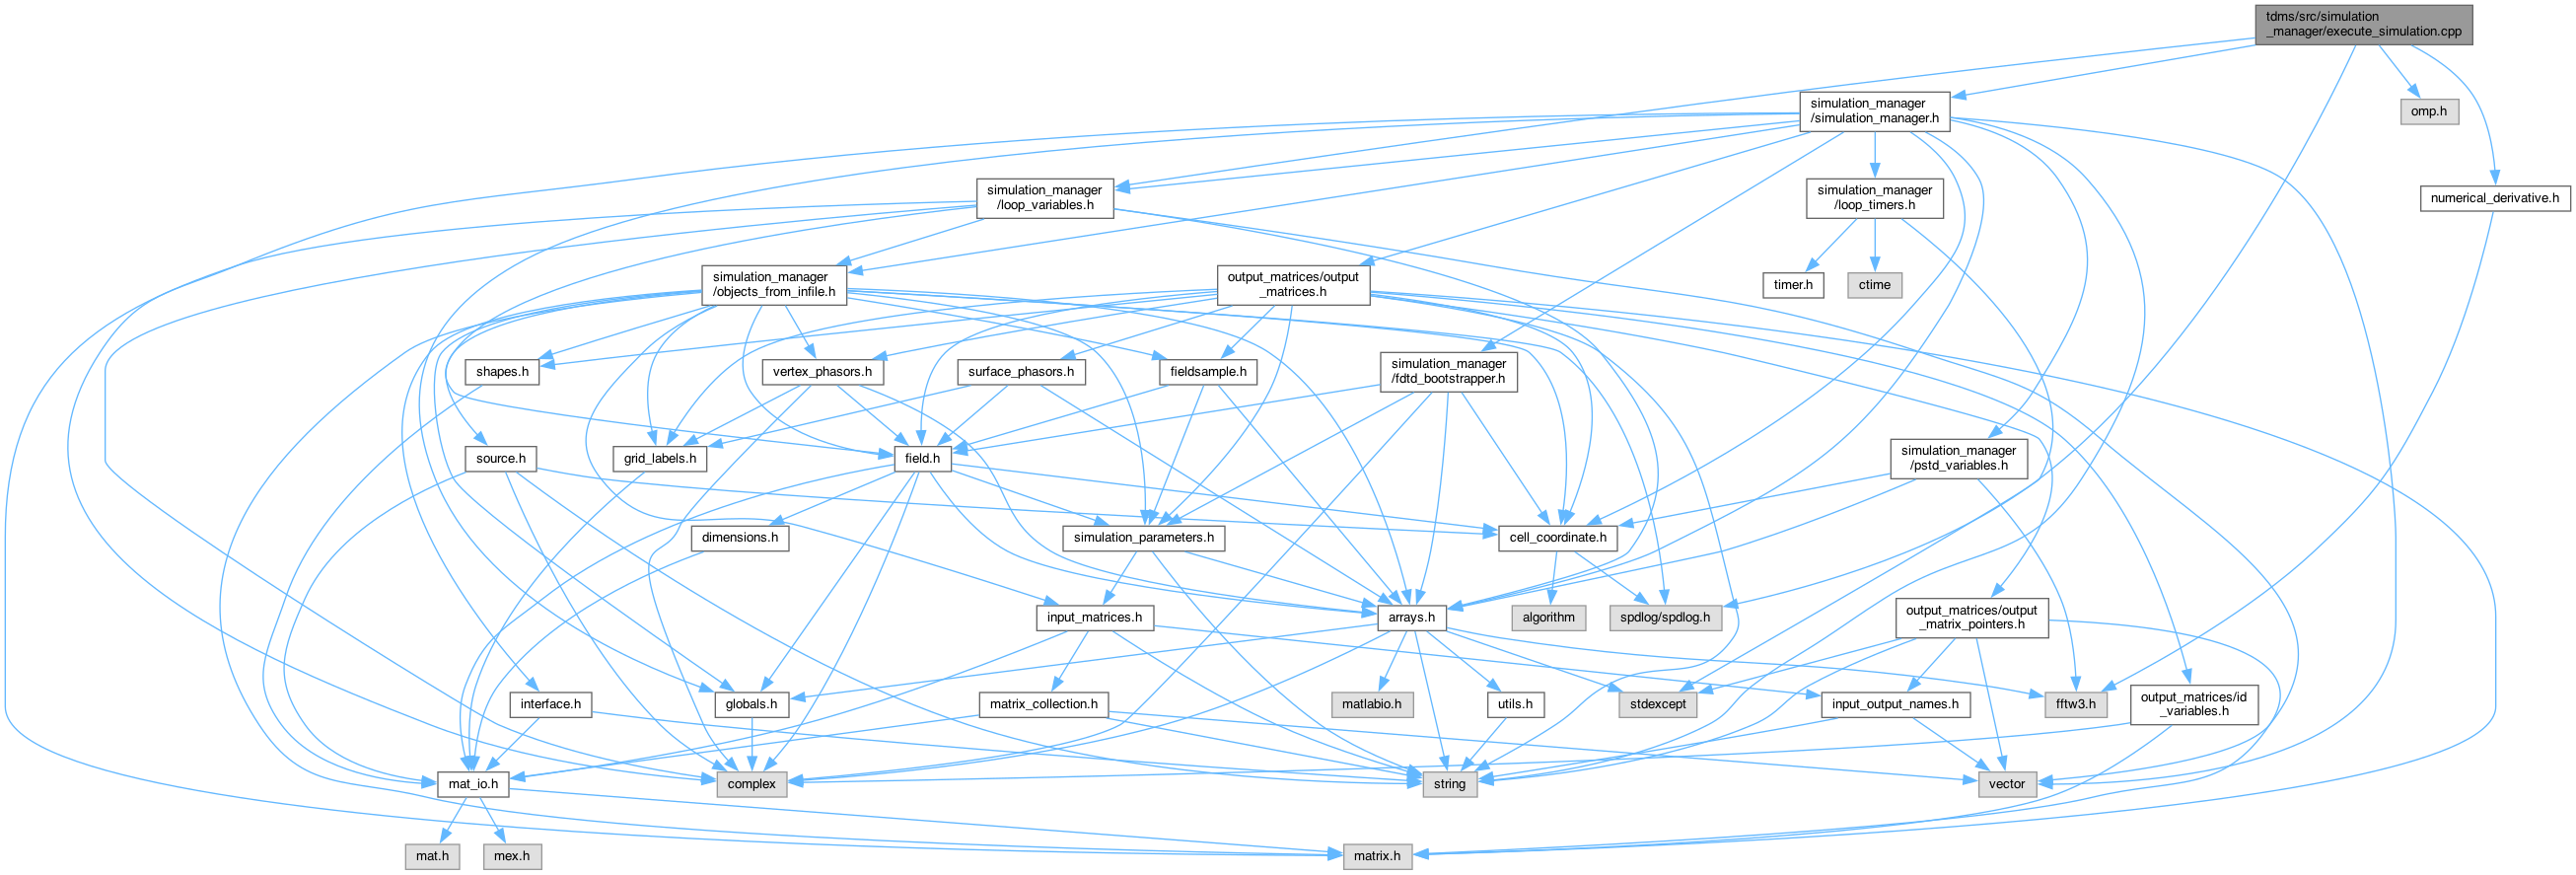 tdms/src/simulation
_manager/execute_simulation.cpp
simulation_manager
/simulation_manager.h
omp.h
simulation_manager
/loop_variables.h
simulation_manager
/loop_timers.h
numerical_derivative.h
simulation_manager
/objects_from_infile.h
output_matrices/output
_matrices.h
timer.h
ctime
shapes.h
vertex_phasors.h
surface_phasors.h
fieldsample.h
simulation_manager
/fdtd_bootstrapper.h
source.h
grid_labels.h
field.h
simulation_manager
/pstd_variables.h
dimensions.h
simulation_parameters.h
cell_coordinate.h
input_matrices.h
arrays.h
algorithm
spdlog/spdlog.h
output_matrices/output
_matrix_pointers.h
interface.h
globals.h
matrix_collection.h
matlabio.h
utils.h
stdexcept
input_output_names.h
fftw3.h
output_matrices/id
_variables.h
mat_io.h
complex
string
vector
mat.h
mex.h
matrix.h